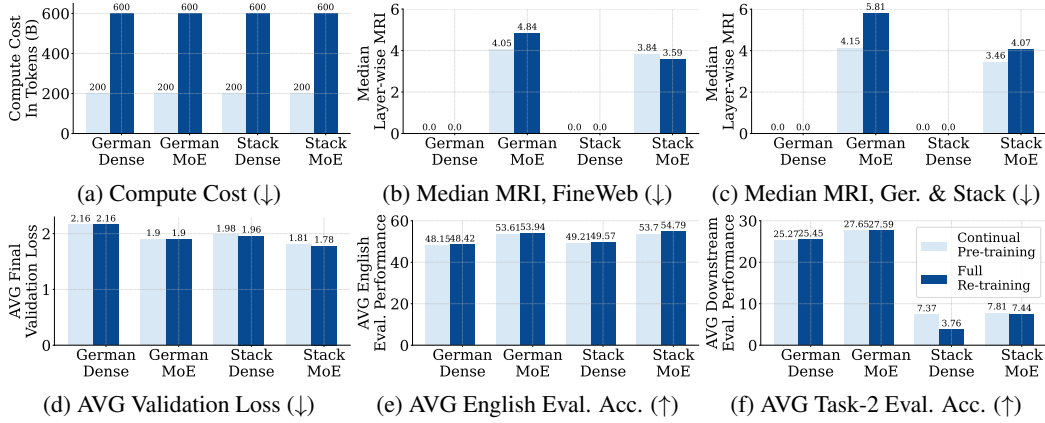 Compute Cost
In Tokens (B)
600
400
200
0
200 600 200 600 200 600 200 600
German Dense
German MoE
Stack Dense
Stack MoE
(a) Compute Cost (↓)
Median
Layer-wise MRI
6
4
2
0
0.0 0.0 4.05 4.84 0.0 0.0 3.84 3.59
German Dense
German MoE
Stack Dense
Stack MoE
(b) Median MRI, FineWeb (↓)
Median
Layer-wise MRI
6
4
2
0
0.0 0.0 4.15 5.81 0.0 0.0 3.46 4.07
German Dense
German MoE
Stack Dense
Stack MoE
(c) Median MRI, Ger. & Stack (↓)
AVG Final
Validation Loss
2
1
0
2.16 2.16 1.9 1.9 1.98 1.96 1.81 1.78
German Dense
German MoE
Stack Dense
Stack MoE
(d) AVG Validation Loss (↓)
AVG English
Eval. Performance
60
40
20
0
48.15 48.42 53.61 53.94 49.21 49.57 53.7 54.79
German Dense
German MoE
Stack Dense
Stack MoE
(e) AVG English Eval. Acc. (↑)
AVG Downstream
Eval. Performance
30
20
10
0
25.27 25.45 27.65 27.59 7.37 3.76 7.81 7.44
Continual
Pre-training
Full
Re-training
German Dense
German MoE
Stack Dense
Stack MoE
(f) AVG Task-2 Eval. Acc. (↑)